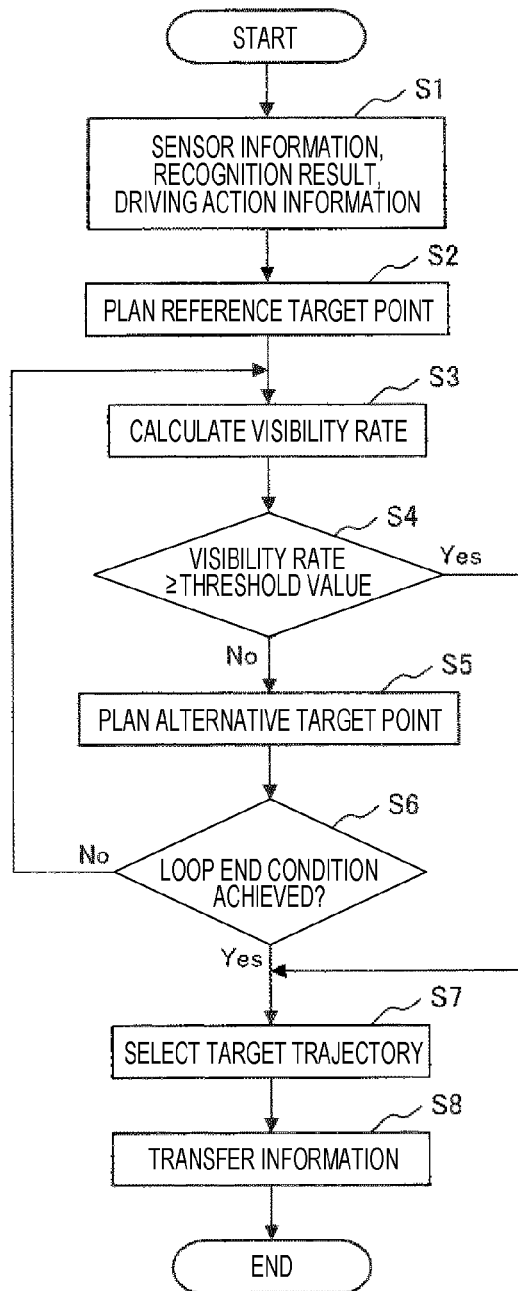 START
S1
SENSOR INFORMATION,
RECOGNITION RESULT,
DRIVING ACTION INFORMATION
S2
PLAN REFERENCE TARGET POINT
S3
CALCULATE VISIBILITY RATE
S4
VISIBILITY RATE
≥THRESHOLD VALUE
Yes
No
S5
PLAN ALTERNATIVE TARGET POINT
S6
No
LOOP END CONDITION
ACHIEVED?
Yes
S7
SELECT TARGET TRAJECTORY
S8
TRANSFER INFORMATION
END